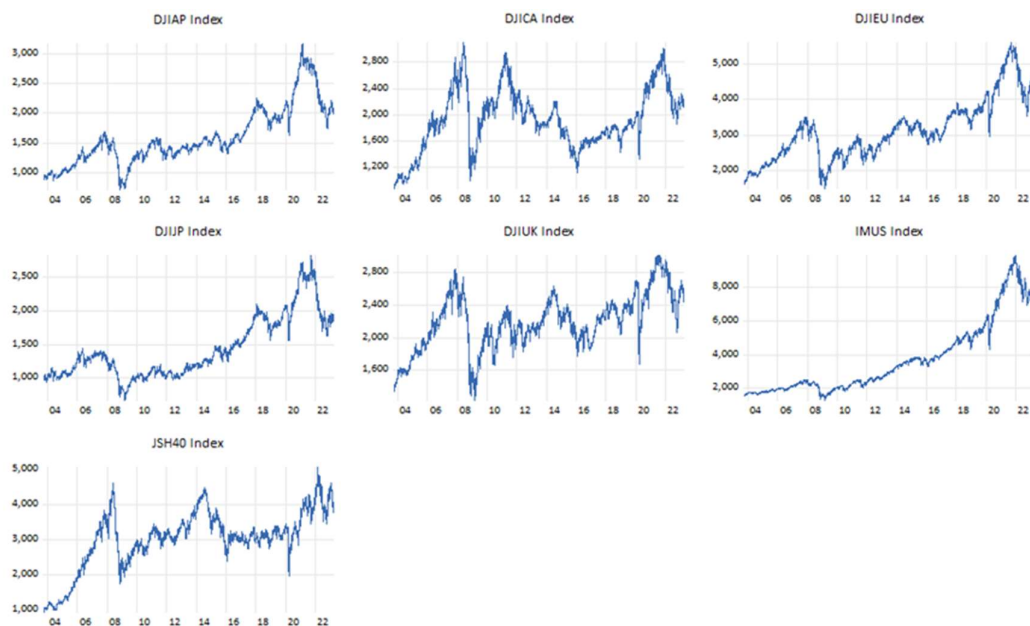 DJIAP Index
3,000
2,500
2,000
1,500
1,000
04 06 08 10 12 14 16 18 20 22
DJICA Index
2,800
2,400
2,000
1,600
1,200
04 06 08 10 12 14 16 18 20 22
DJIEU Index
5,000
4,000
3,000
2,000
04 06 08 10 12 14 16 18 20 22
DJIJP Index
2,500
2,000
1,500
1,000
04 06 08 10 12 14 16 18 20 22
DJIUK Index
2,800
2,400
2,000
1,600
04 06 08 10 12 14 16 18 20 22
IMUS Index
8,000
6,000
4,000
2,000
04 06 08 10 12 14 16 18 20 22
JSH40 Index
5,000
4,000
3,000
2,000
1,000
04 06 08 10 12 14 16 18 20 22